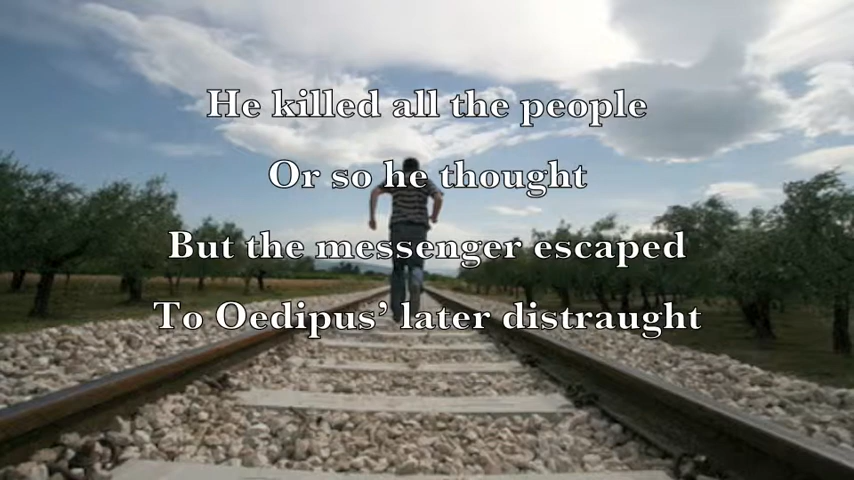 He killed all the people
Or so he thought
But the messenger escaped
To Oedipus’ later distraught